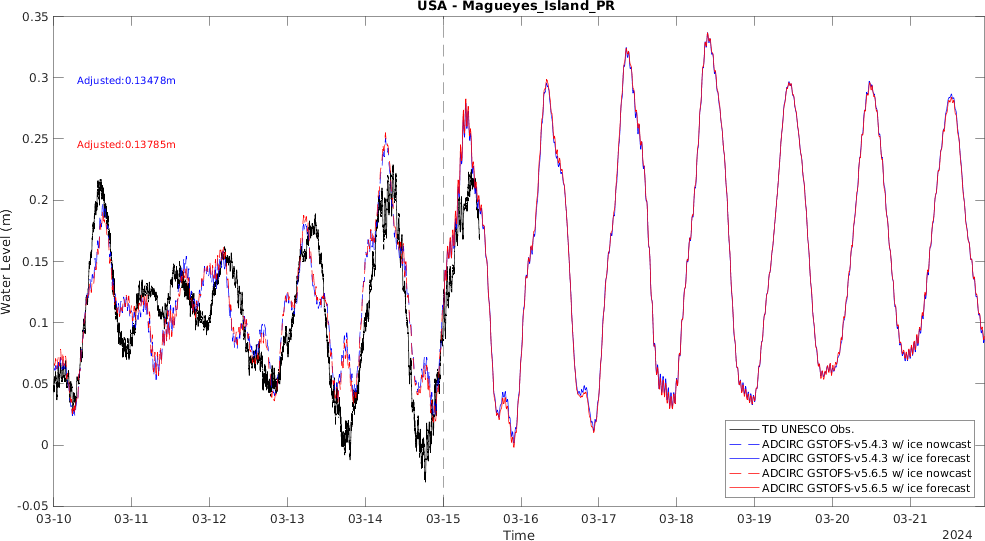 USA - Magueyes_Island_PR
Water Level (m)
0.35
0.3
0.25
0.2
0.15
0.1
0.05
0
-0.05
Adjusted:0.13478m
Adjusted:0.13785m
TD UNESCO Obs.
ADCIRC GSTOFS-v5.4.3 w/ ice nowcast
ADCIRC GSTOFS-v5.4.3 w/ ice forecast
ADCIRC GSTOFS-v5.6.5 w/ ice nowcast
ADCIRC GSTOFS-v5.6.5 w/ ice forecast
03-10 03-11 03-12 03-13 03-14 03-15 03-16 03-17 03-18 03-19 03-20 03-21
Time
2024